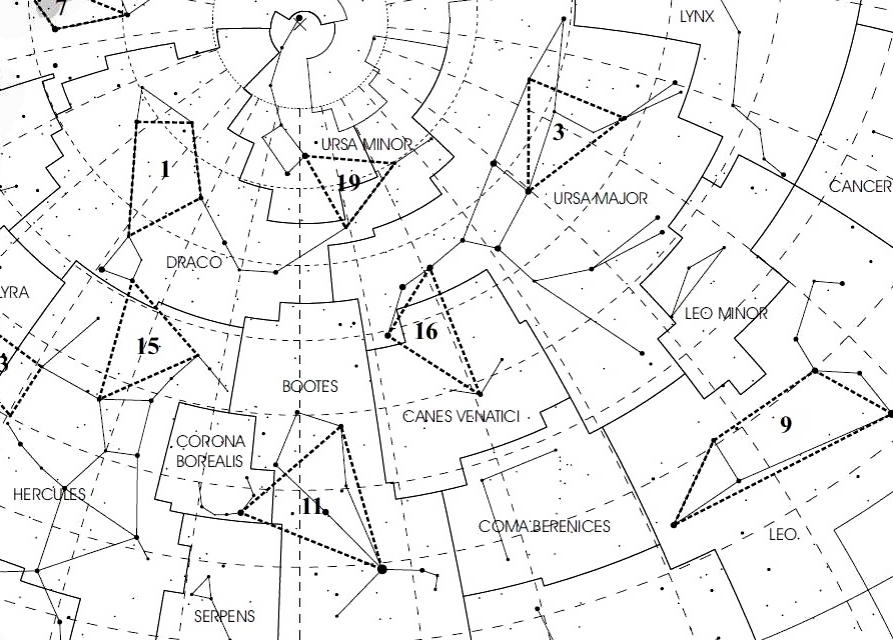 7
LYNX
URSA MINOR
3
1
19
CANCER
URSA MAJOR
DRACO
LYRA
LEO MINOR
16
15
3
BOOTES
CANES VENATICI
9
CORONA
BOREALIS
HERCULES
11
COMA BERENICES
LEO
SERPENS